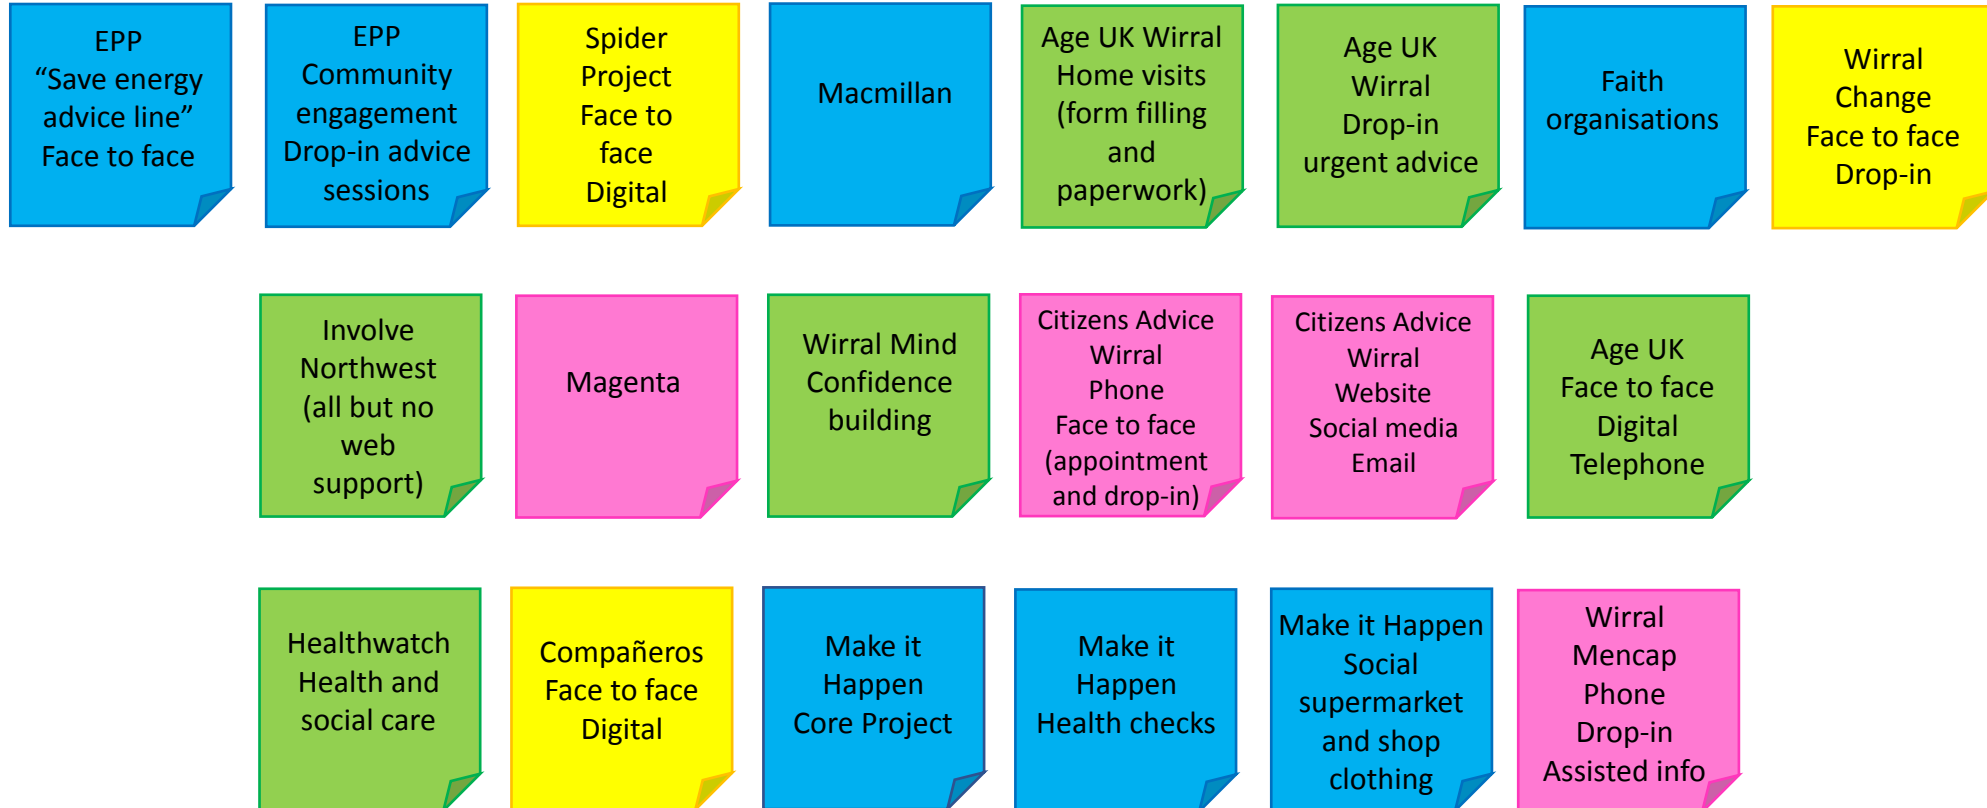 EPP
“Save energy
advice line”
Face to face
EPP
Community
engagement
Drop-in advice
sessions
Spider
Project
Face to
face
Digital
Macmillan
Age UK Wirral
Home visits
(form filling
and
paperwork)
Age UK
Wirral
Drop-in
urgent advice
Faith
organisations
Wirral
Change
Face to face
Drop-in
Involve
Northwest
(all but no
web
support)
Magenta
Wirral Mind
Confidence
building
Citizens Advice
Wirral
Phone
Face to face
(appointment
and drop-in)
Citizens Advice
Wirral
Website
Social media
Email
Age UK
Face to face
Digital
Telephone
Healthwatch
Health and
social care
Compañeros
Face to face
Digital
Make it
Happen
Core Project
Make it
Happen
Health checks
Make it Happen
Social
supermarket
and shop
clothing
Wirral
Mencap
Phone
Drop-in
Assisted info